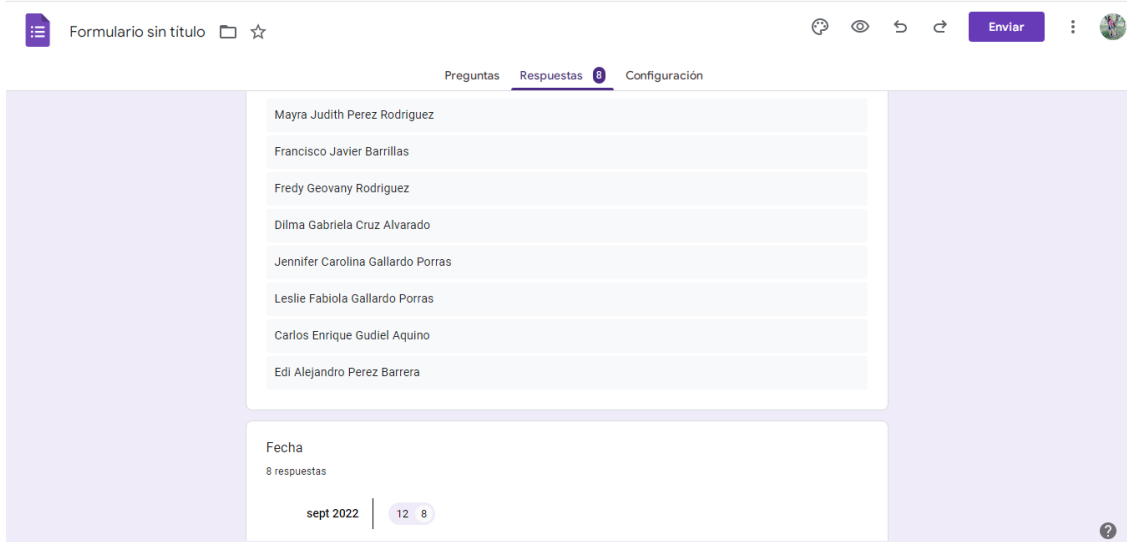 Formulario sin título
Enviar
Preguntas Respuestas 8 Configuración
Mayra Judith Perez Rodriguez
Francisco Javier Barrillas
Fredy Geovany Rodriguez
Dilma Gabriela Cruz Alvarado
Jennifer Carolina Gallardo Porras
Leslie Fabiola Gallardo Porras
Carlos Enrique Gudiel Aquino
Edi Alejandro Perez Barrera
Fecha
8 respuestas
sept 2022 12 8